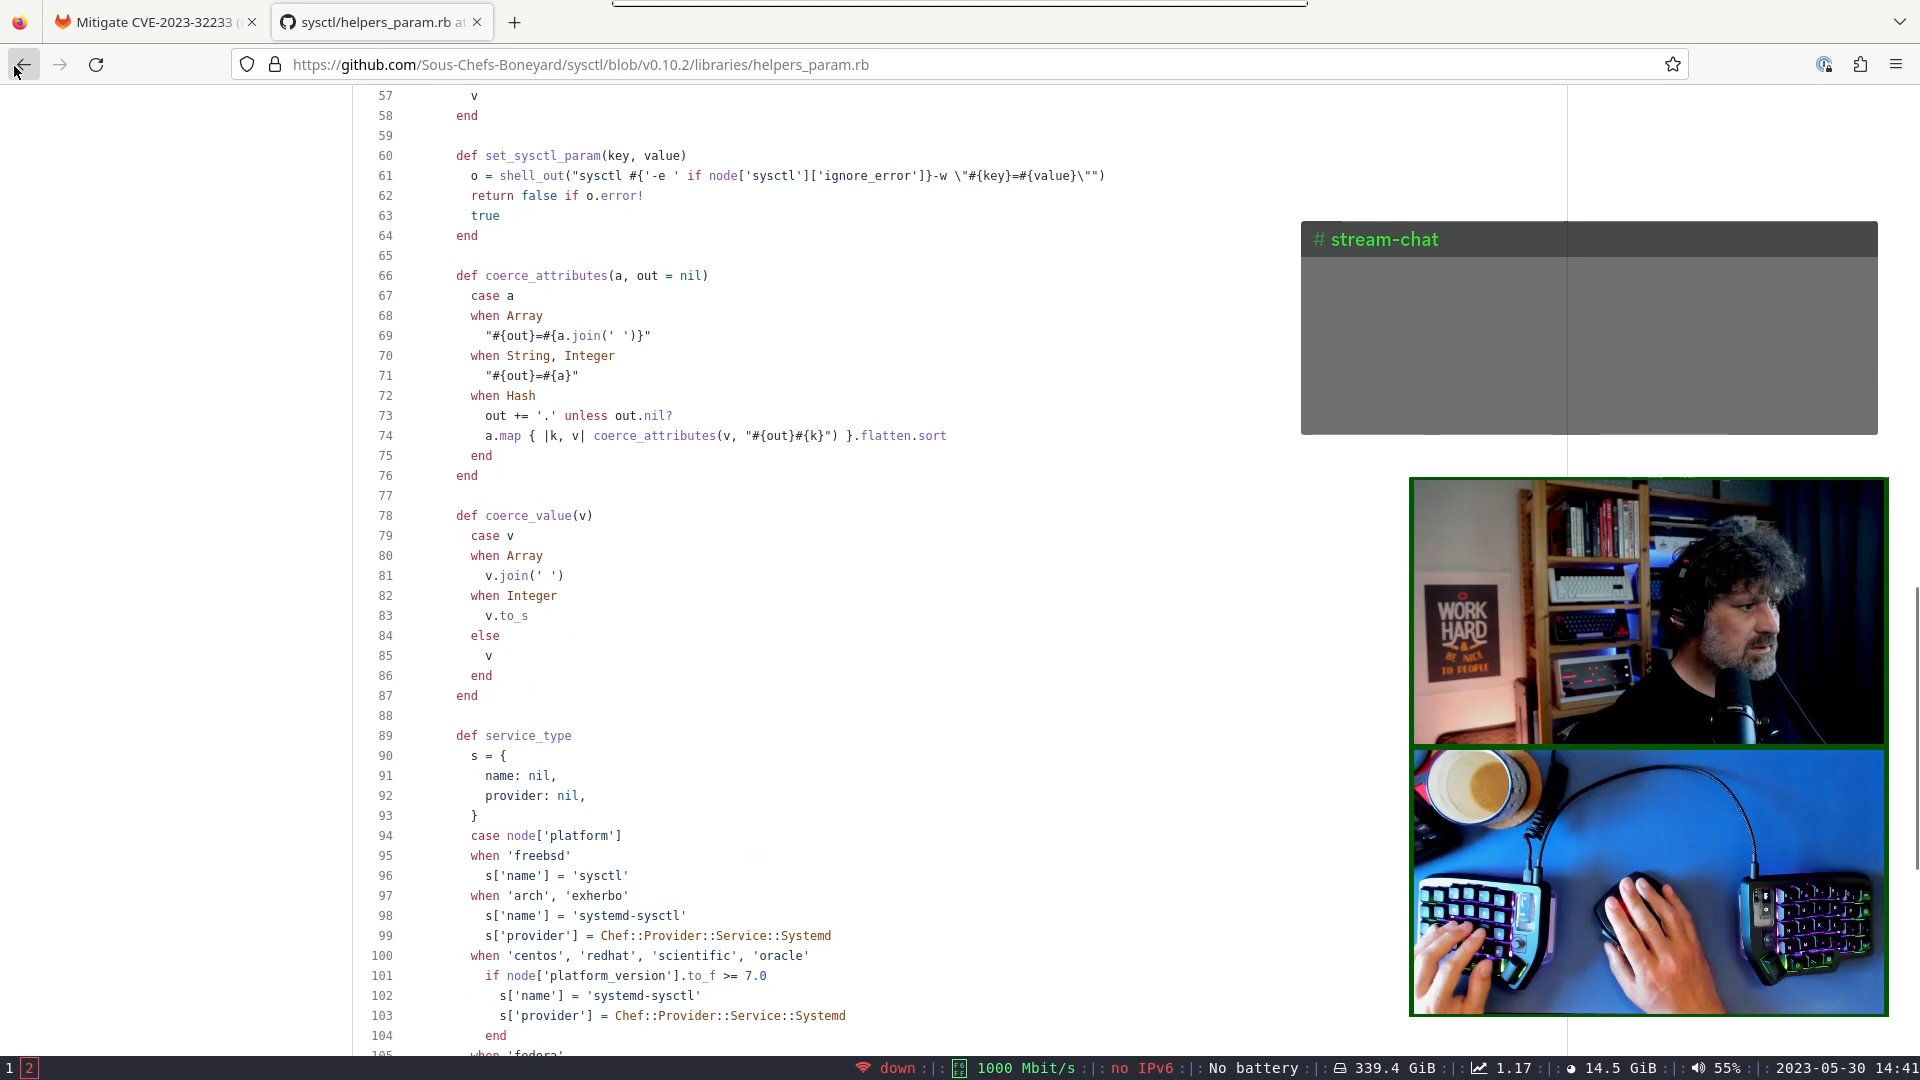 Mitigate CVE-2023-32233 (
sysctl/helpers_param.rb at
https://github.com/Sous-Chefs-Boneyard/sysctl/blob/v0.10.2/libraries/helpers_param.rb
57 v
58 end
59
60 def set_sysctl_param(key, value)
61 o = shell_out("sysctl #{'-e ' if node['sysctl']['ignore_error']}-w \"#{key}=#{value}\"")
62 return false if o.error!
63 true
64 end
65
66 def coerce_attributes(a, out = nil)
67 case a
68 when Array
69 "#{out}=#{a.join(' ')}"
70 when String, Integer
71 "#{out}=#{a}"
72 when Hash
73 out += '.' unless out.nil?
74 a.map { |k, v| coerce_attributes(v, "#{out}#{k}") }.flatten.sort
75 end
76 end
77
78 def coerce_value(v)
79 case v
80 when Array
81 v.join(' ')
82 when Integer
83 v.to_s
84 else
85 v
86 end
87 end
88
89 def service_type
90 s = {
91 name: nil,
92 provider: nil,
93 }
94 case node['platform']
95 when 'freebsd'
96 s['name'] = 'sysctl'
97 when 'arch', 'exherbo'
98 s['name'] = 'systemd-sysctl'
99 s['provider'] = Chef::Provider::Service::Systemd
100 when 'centos', 'redhat', 'scientific', 'oracle'
101 if node['platform_version'].to_f >= 7.0
102 s['name'] = 'systemd-sysctl'
103 s['provider'] = Chef::Provider::Service::Systemd
104 end
105 when 'fedora'
# stream-chat
WORK
HARD
&
BE NICE
TO PEOPLE
1 2 down :|: 1000 Mbit/s :|: no IPv6 :|: No battery :|: 339.4 GiB :|: 1.17 :|: 14.5 GiB :|: 55% :|: 2023-05-30 14:41